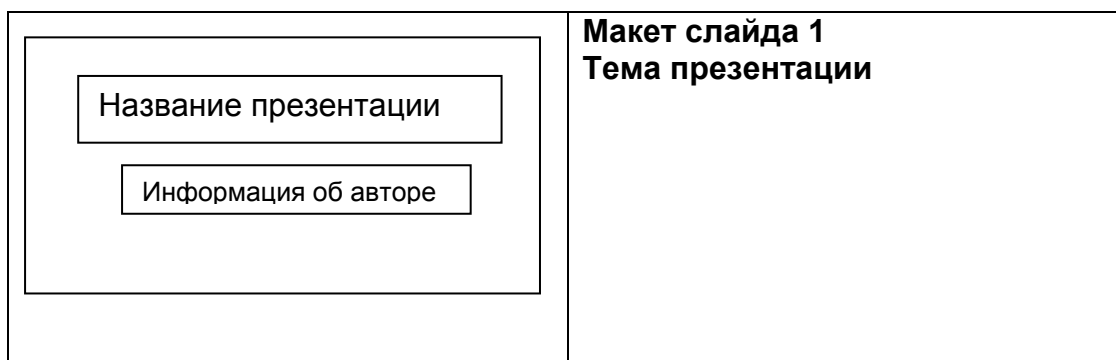 Название презентации
Информация об авторе
Макет слайда 1
Тема презентации